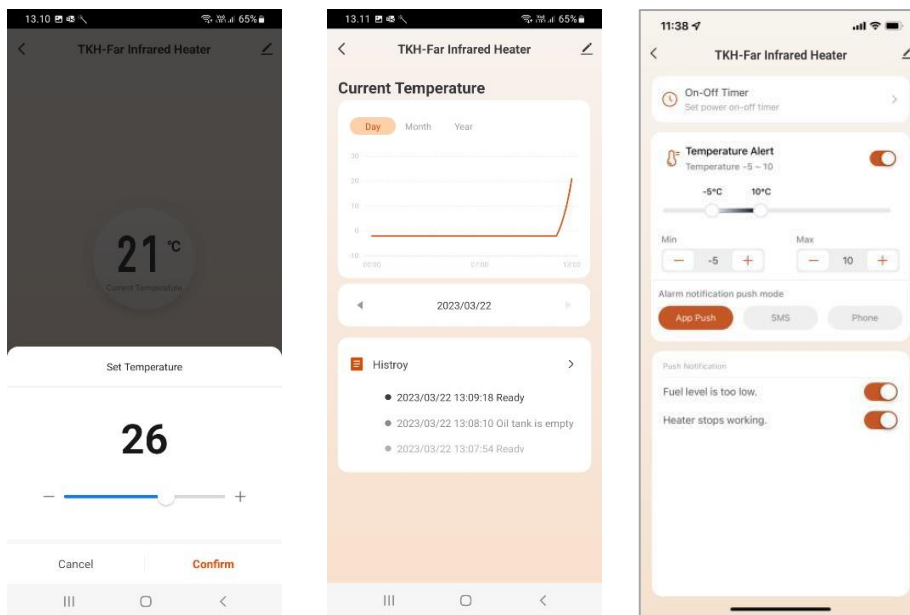 13.10
65%
TKH-Far Infrared Heater
21 °C
Current Temperature
Set Temperature
26
Cancel
Confirm
13.11
65%
TKH-Far Infrared Heater
Current Temperature
Day Month Year
30
20
10
0
-10
00:00 07:00 13:00
2023/03/22
Histroy
2023/03/22 13:09:18 Ready
2023/03/22 13:08:10 Oil tank is empty
2023/03/22 13:07:54 Ready
11:38
TKH-Far Infrared Heater
On-Off Timer
Set power on-off timer
Temperature Alert
Temperature -5 ~ 10
-5°C 10°C
Min Max
− -5 + − 10 +
Alarm notification push mode
App Push SMS Phone
Push Notification
Fuel level is too low.
Heater stops working.